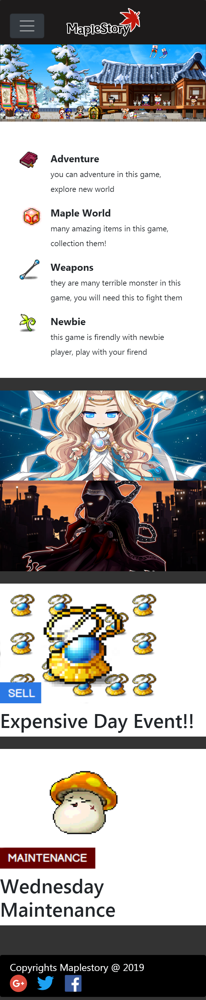 MapleStory
Adventure
you can adventure in this game,
explore new world
Maple World
many amazing items in this game,
collection them!
Weapons
they are many terrible monster in this
game, you will need this to fight them
Newbie
this game is firendly with newbie
player, play with your firend
SELL
Expensive Day Event!!
MAINTENANCE
Wednesday
Maintenance
Copyrights Maplestory @ 2019
G+